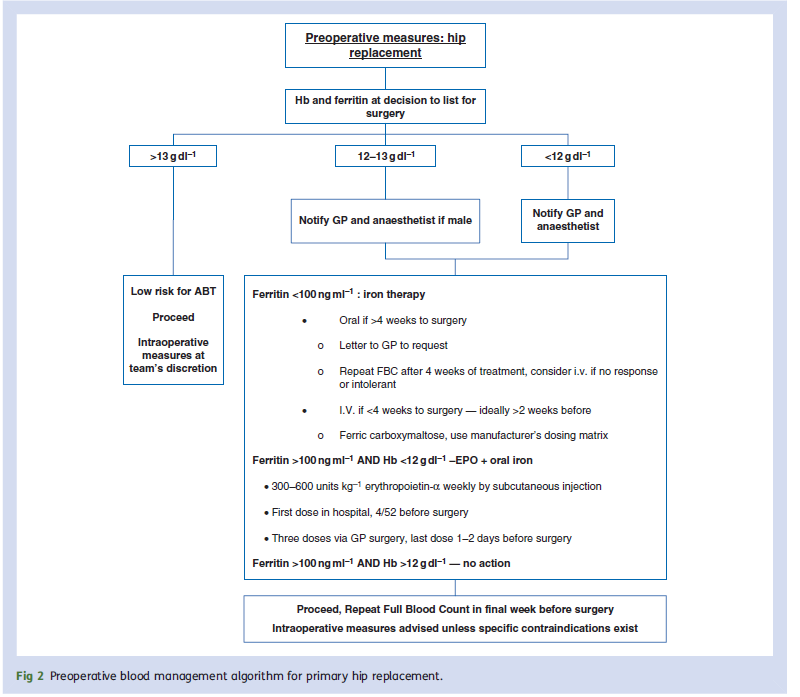 Preoperative measures: hip
replacement
Hb and ferritin at decision to list for
surgery
>13 g dl⁻¹
12–13 g dl⁻¹
<12 g dl⁻¹
Notify GP and anaesthetist if male
Notify GP and
anaesthetist
Low risk for ABT
Proceed
Intraoperative
measures at
team's discretion
Ferritin <100 ng ml⁻¹ : iron therapy
• Oral if >4 weeks to surgery
o Letter to GP to request
o Repeat FBC after 4 weeks of treatment, consider i.v. if no response
or intolerant
• I.V. if <4 weeks to surgery — ideally >2 weeks before
o Ferric carboxymaltose, use manufacturer's dosing matrix
Ferritin >100 ng ml⁻¹ AND Hb <12 g dl⁻¹ –EPO + oral iron
• 300–600 units kg⁻¹ erythropoietin-α weekly by subcutaneous injection
• First dose in hospital, 4/52 before surgery
• Three doses via GP surgery, last dose 1–2 days before surgery
Ferritin >100 ng ml⁻¹ AND Hb >12 g dl⁻¹ — no action
Proceed, Repeat Full Blood Count in final week before surgery
Intraoperative measures advised unless specific contraindications exist
Fig 2 Preoperative blood management algorithm for primary hip replacement.